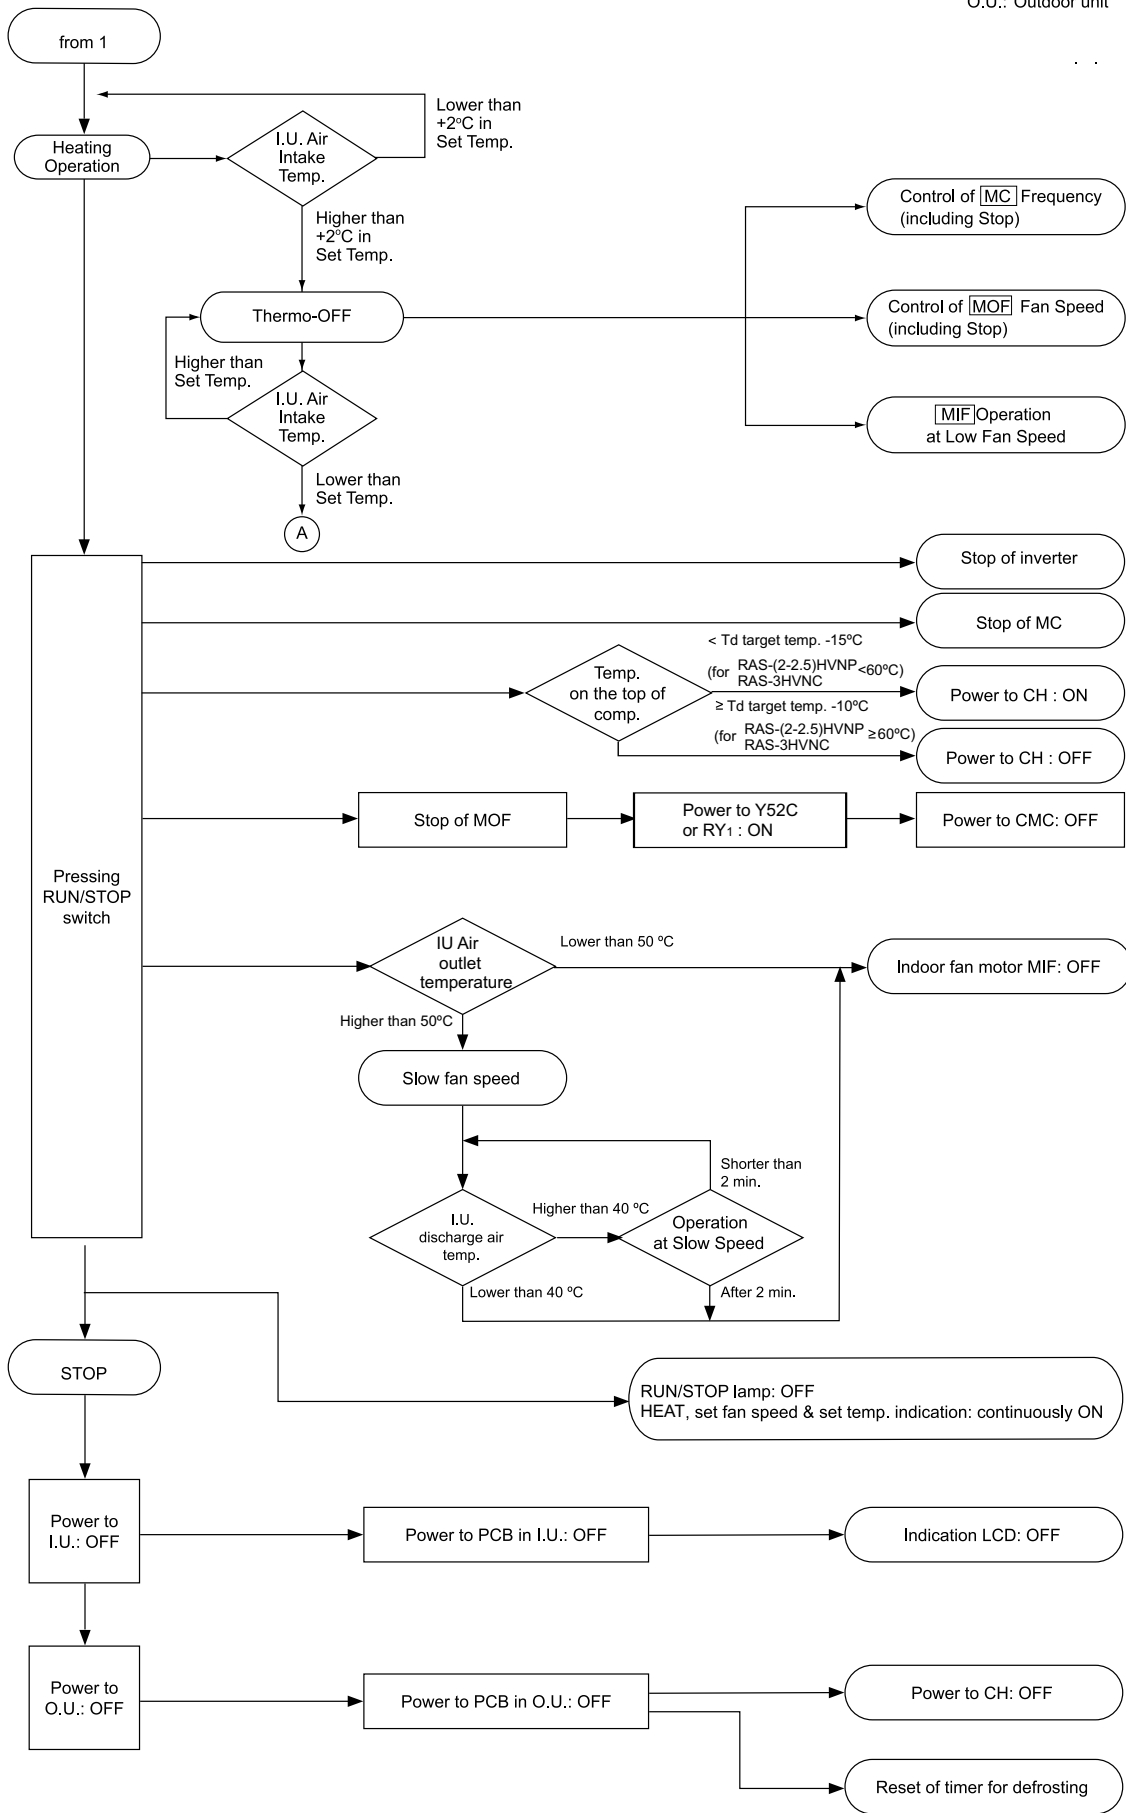 O.U.: Outdoor unit
from 1
Lower than
+2°C in
Set Temp.
Heating
Operation
I.U. Air
Intake
Temp.
Higher than
+2°C in
Set Temp.
Control of MC Frequency
(including Stop)
Thermo-OFF
Control of MOF Fan Speed
(including Stop)
Higher than
Set Temp.
I.U. Air
Intake
Temp.
MIF Operation
at Low Fan Speed
Lower than
Set Temp.
A
Pressing
RUN/STOP
switch
Stop of inverter
Stop of MC
Temp.
on the top of
comp.
< Td target temp. -15ºC
(for RAS-(2-2.5)HVNP <60ºC)
RAS-3HVNC
Power to CH : ON
≥ Td target temp. -10ºC
(for RAS-(2-2.5)HVNP ≥60ºC)
RAS-3HVNC
Power to CH : OFF
Stop of MOF
Power to Y52C
or RY1 : ON
Power to CMC: OFF
IU Air
outlet
temperature
Lower than 50 ºC
Indoor fan motor MIF: OFF
Higher than 50ºC
Slow fan speed
Shorter than
2 min.
I.U.
discharge air
temp.
Higher than 40 ºC
Operation
at Slow Speed
Lower than 40 ºC
After 2 min.
STOP
RUN/STOP lamp: OFF
HEAT, set fan speed & set temp. indication: continuously ON
Power to
I.U.: OFF
Power to PCB in I.U.: OFF
Indication LCD: OFF
Power to
O.U.: OFF
Power to PCB in O.U.: OFF
Power to CH: OFF
Reset of timer for defrosting